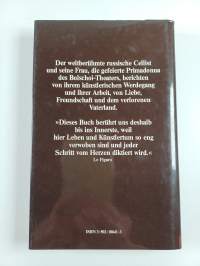 Der weltberühmte russische Cellist
und seine Frau, die gefeierte Primadonna
des Bolschoi-Theaters, berichten
von ihrem künstlerischen Werdegang
und ihrer Arbeit, von Liebe,
Freundschaft und dem verlorenen
Vaterland.
»Dieses Buch berührt uns deshalb
bis ins Innerste, weil
hier Leben und Künstlertum so eng
verwoben sind und jeder
Schritt vom Herzen diktiert wird.«
Le Figaro
ISBN